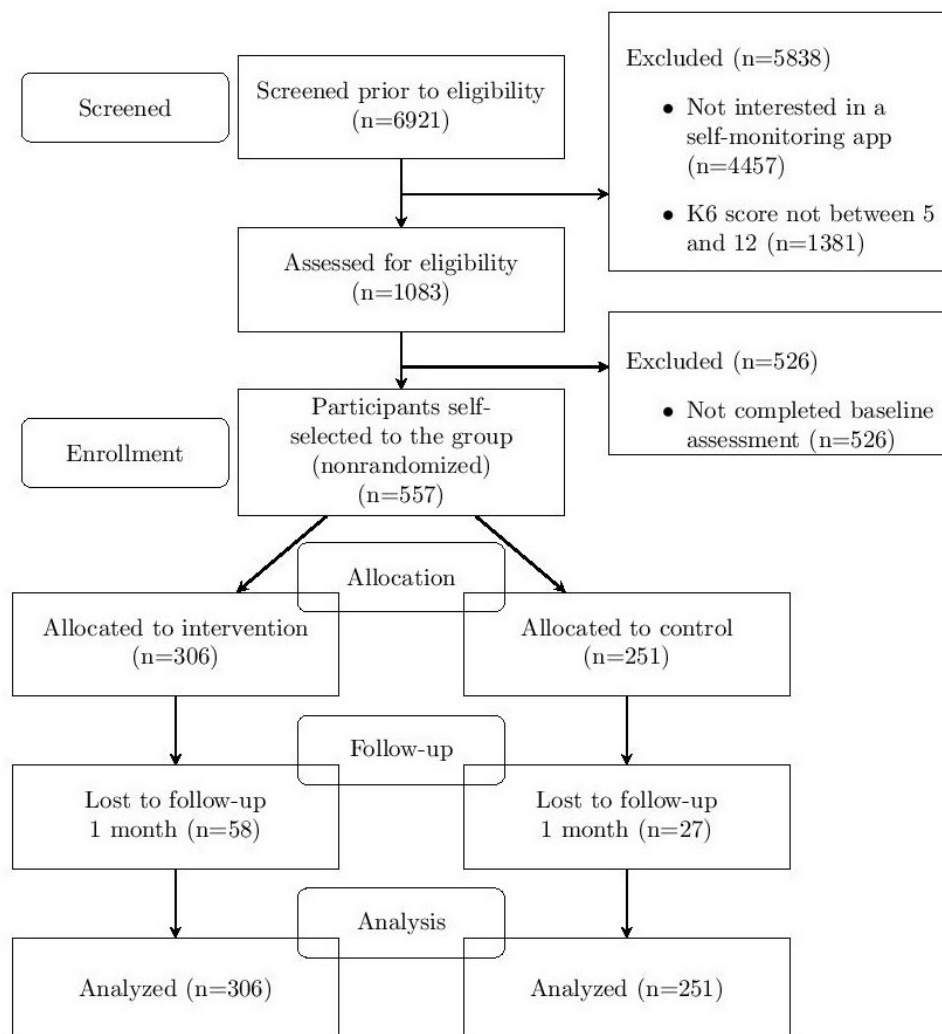 Screened
Screened prior to eligibility
(n=6921)
Excluded (n=5838)
• Not interested in a
self-monitoring app
(n=4457)
• K6 score not between 5
and 12 (n=1381)
Assessed for eligibility
(n=1083)
Excluded (n=526)
• Not completed baseline
assessment (n=526)
Enrollment
Participants self-
selected to the group
(nonrandomized)
(n=557)
Allocation
Allocated to intervention
(n=306)
Allocated to control
(n=251)
Follow-up
Lost to follow-up
1 month (n=58)
Lost to follow-up
1 month (n=27)
Analysis
Analyzed (n=306)
Analyzed (n=251)